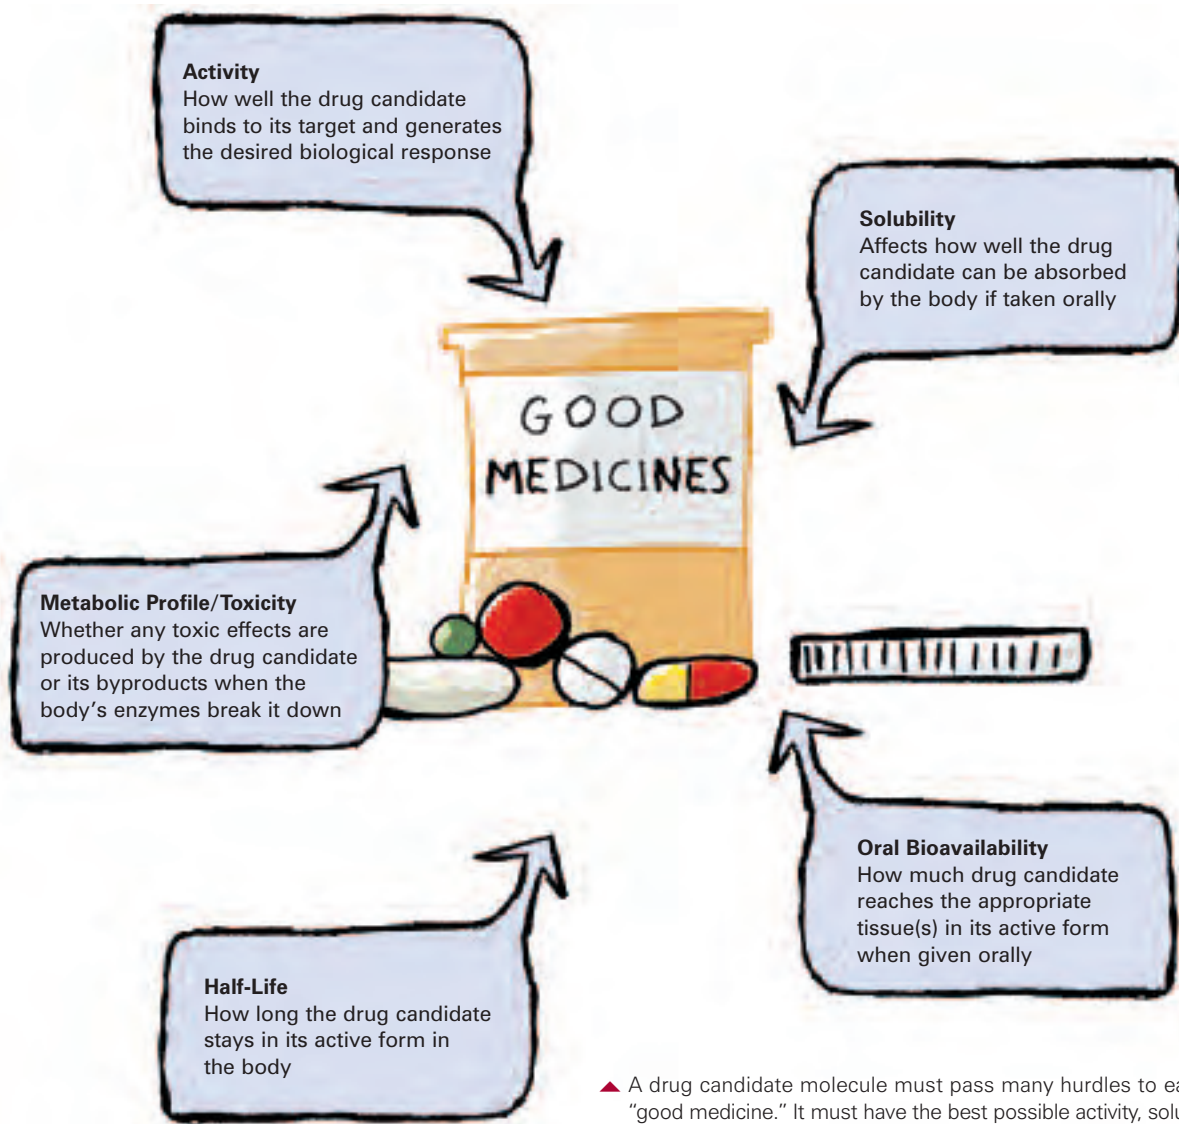 Activity
How well the drug candidate
binds to its target and generates
the desired biological response
Solubility
Affects how well the drug
candidate can be absorbed
by the body if taken orally
GOOD
MEDICINES
Metabolic Profile/Toxicity
Whether any toxic effects are
produced by the drug candidate
or its byproducts when the
body's enzymes break it down
Oral Bioavailability
How much drug candidate
reaches the appropriate
tissue(s) in its active form
when given orally
Half-Life
How long the drug candidate
stays in its active form in
the body
A drug candidate molecule must pass many hurdles to
"good medicine." It must have the best possible activity,